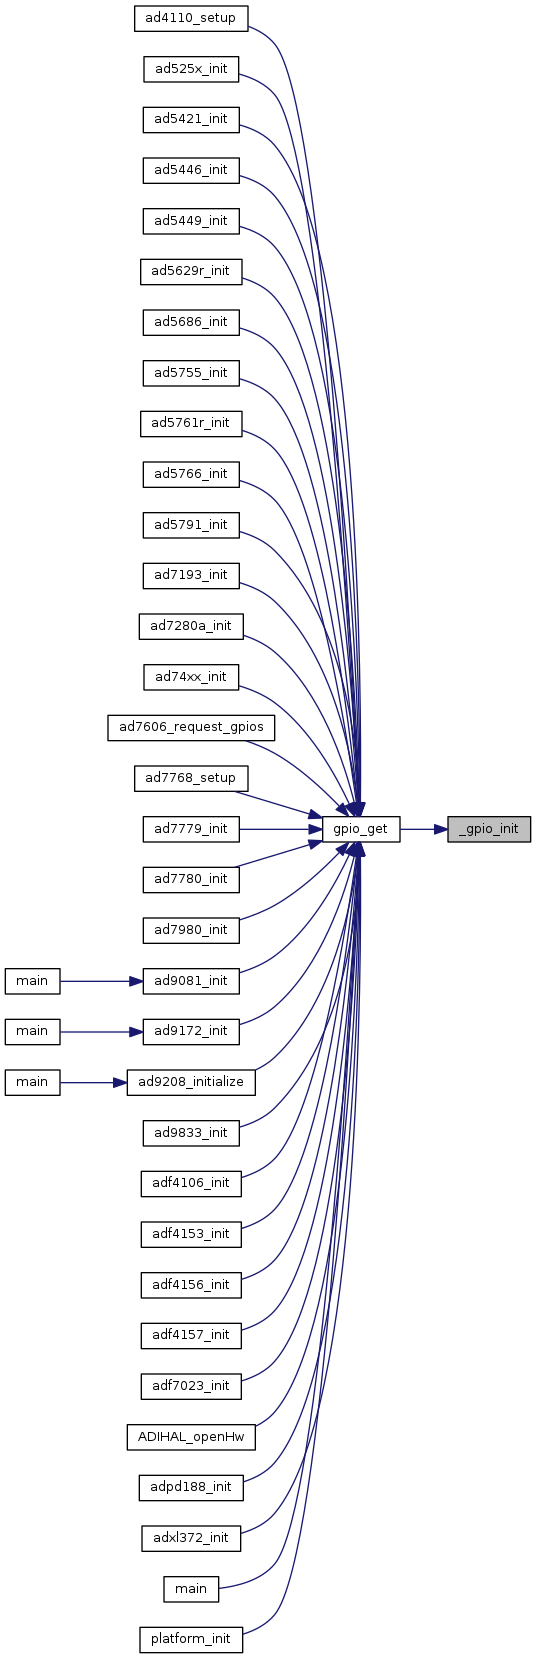 ad4110_setup
ad525x_init
ad5421_init
ad5446_init
ad5449_init
ad5629r_init
ad5686_init
ad5755_init
ad5761r_init
ad5766_init
ad5791_init
ad7193_init
ad7280a_init
ad74xx_init
ad7606_request_gpios
ad7768_setup
ad7779_init
gpio_get
_gpio_init
ad7780_init
ad7980_init
main
ad9081_init
main
ad9172_init
main
ad9208_initialize
ad9833_init
adf4106_init
adf4153_init
adf4156_init
adf4157_init
adf7023_init
ADIHAL_openHw
adpd188_init
adxl372_init
main
platform_init